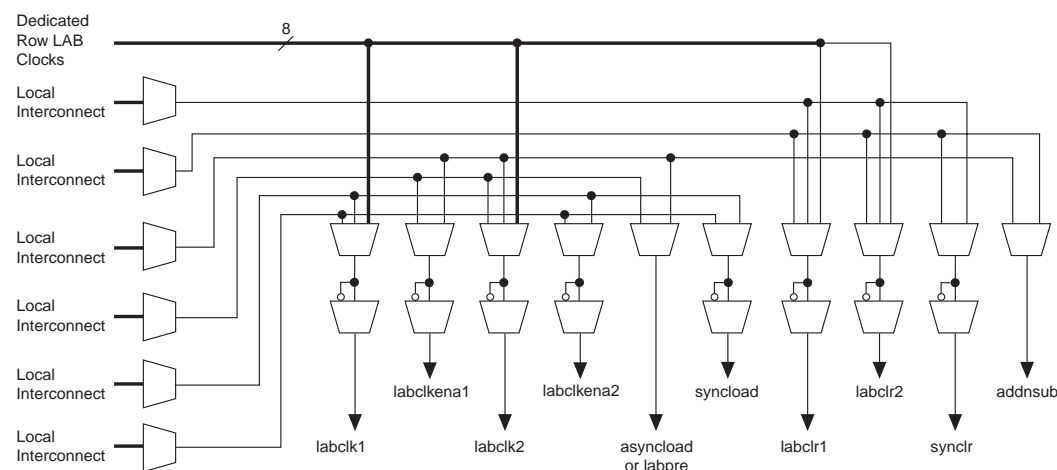 Dedicated
Row LAB
Clocks
8
Local
Interconnect
Local
Interconnect
Local
Interconnect
Local
Interconnect
Local
Interconnect
Local
Interconnect
labclkena1
labclkena2
syncload
labclr2
addnsub
labclk1
labclk2
asyncload
or labpre
labclr1
synclr